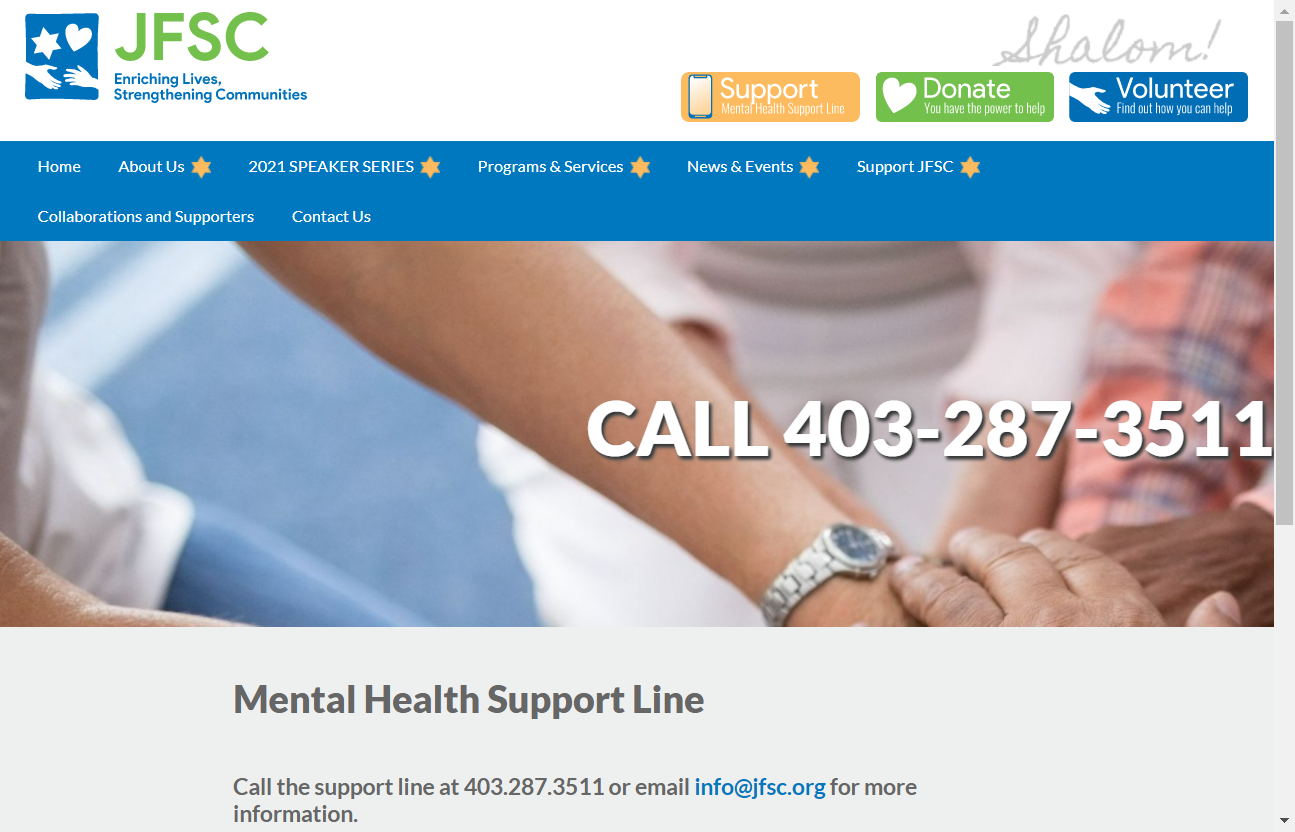 JFSC
Enriching Lives,
Strengthening Communities
Shalom!
Support
Mental Health Support Line
Donate
You have the power to help
Volunteer
Find out how you can help
Home About Us 2021 SPEAKER SERIES Programs & Services News & Events Support JFSC
Collaborations and Supporters Contact Us
CALL 403-287-3511
Mental Health Support Line
Call the support line at 403.287.3511 or email info@jfsc.org for more
information.